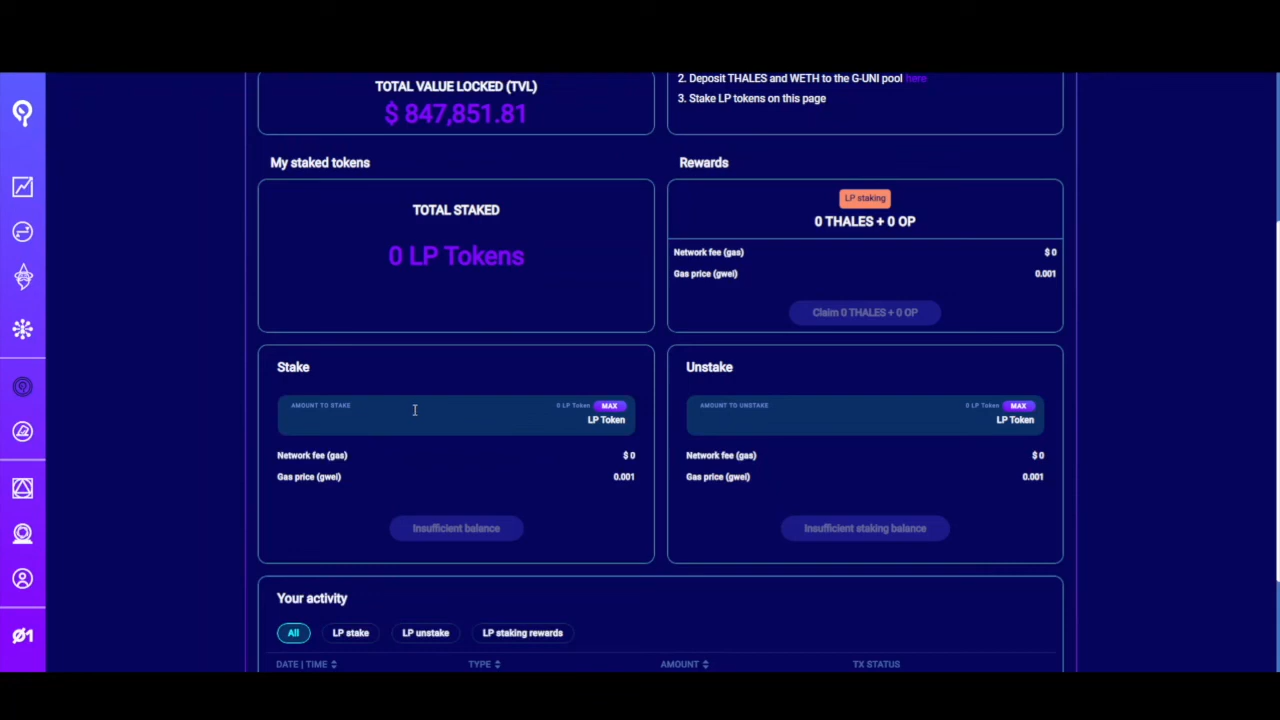 TOTAL VALUE LOCKED (TVL)
$ 847,851.81
2. Deposit THALES and WETH to the G-UNI pool here
3. Stake LP tokens on this page
My staked tokens
TOTAL STAKED
0 LP Tokens
Rewards
LP staking
0 THALES + 0 OP
Network fee (gas) $ 0
Gas price (gwei) 0.001
Claim 0 THALES + 0 OP
Stake
AMOUNT TO STAKE 0 LP Token MAX
LP Token
Network fee (gas) $ 0
Gas price (gwei) 0.001
Insufficient balance
Unstake
AMOUNT TO UNSTAKE 0 LP Token MAX
LP Token
Network fee (gas) $ 0
Gas price (gwei) 0.001
Insufficient staking balance
Your activity
All LP stake LP unstake LP staking rewards
DATE | TIME TYPE AMOUNT TX STATUS